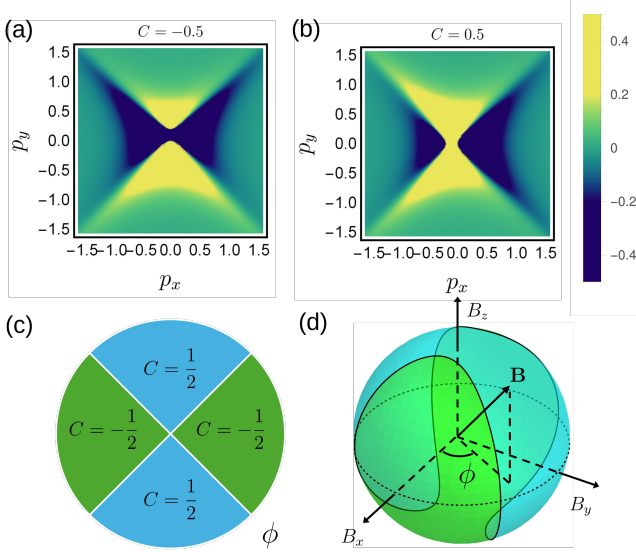 (a)
C = −0.5
1.5
1.0
0.5
0.0
−0.5
−1.0
−1.5
p_y
−1.5 −1.0 −0.5 0.0 0.5 1.0 1.5
p_x
(b)
C = 0.5
1.5
1.0
0.5
0.0
−0.5
−1.0
−1.5
p_y
−1.5 −1.0 −0.5 0.0 0.5 1.0 1.5
p_x
0.4
0.2
0
−0.2
−0.4
(c)
C = 1/2
C = −1/2
C = −1/2
C = 1/2
ϕ
(d)
B_z
B
ϕ
B_y
B_x